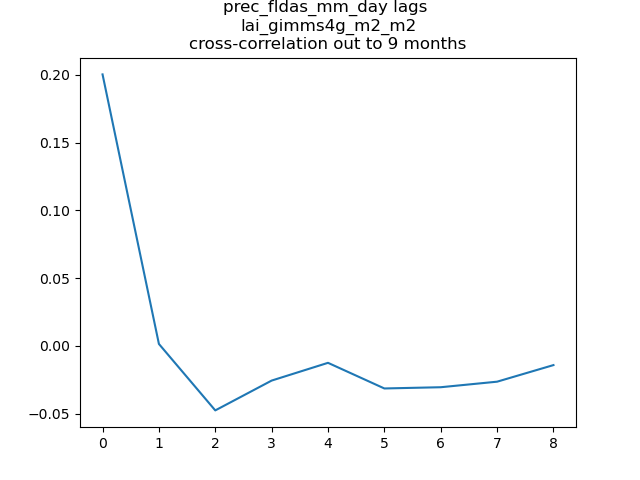 prec_fldas_mm_day lags
lai_gimms4g_m2_m2
cross-correlation out to 9 months
0.20
0.15
0.10
0.05
0.00
−0.05
0 1 2 3 4 5 6 7 8